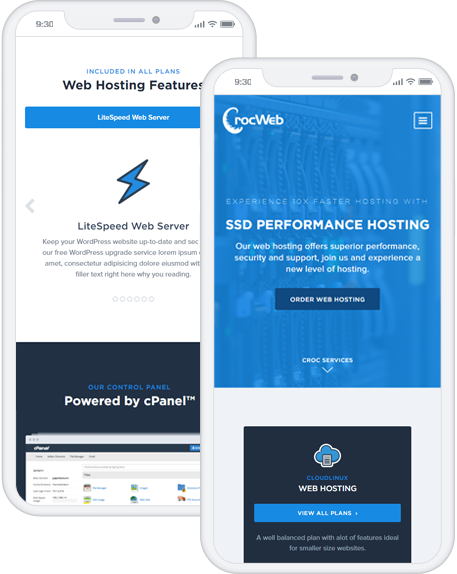 9:30
INCLUDED IN ALL PLANS
Web Hosting Features
LiteSpeed Web Server
LiteSpeed Web Server
Keep your WordPress website up-to-date and sec
our free WordPress upgrade service lorem ipsum
amet, consectetur adipisicing dolore eiusmod wit
filler text right here why you reading.
OUR CONTROL PANEL
Powered by cPanel™
cPanel
9:30
CrocWeb
EXPERIENCE 10X FASTER HOSTING WITH
SSD PERFORMANCE HOSTING
Our web hosting offers superior performance,
security and support, join us and experience a
new level of hosting.
ORDER WEB HOSTING
CROC SERVICES
CLOUDLINUX
WEB HOSTING
VIEW ALL PLANS ›
A well balanced plan with alot of features ideal
for smaller size websites.